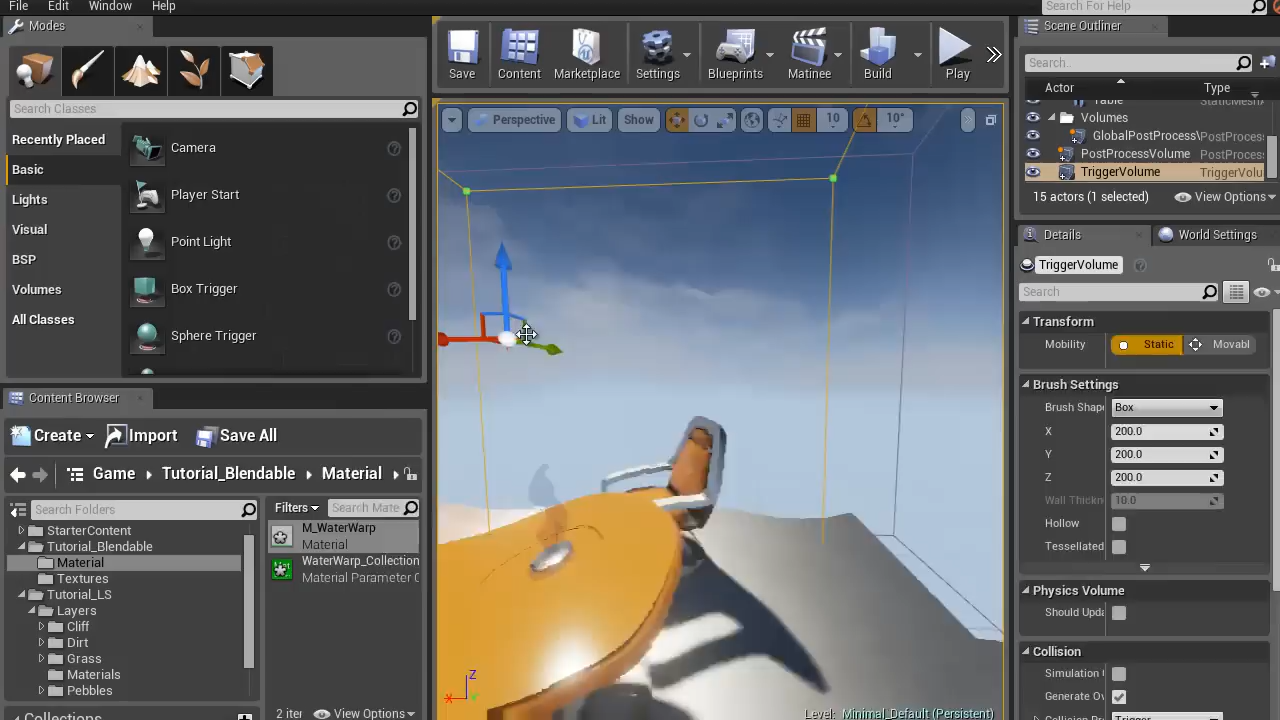 File Edit Window Help
Search For Help
Modes
Search Classes
Recently Placed
Basic
Lights
Visual
BSP
Volumes
All Classes
Camera
Player Start
Point Light
Box Trigger
Sphere Trigger
Content Browser
Create Import Save All
Game Tutorial_Blendable Material
Search Folders
StarterContent
Tutorial_Blendable
Material
Textures
Tutorial_LS
Layers
Cliff
Dirt
Grass
Materials
Pebbles
Collections
Filters Search Mate
M_WaterWarp
Material
WaterWarp_Collection
Material Parameter C
2 iter View Options
Save Content Marketplace Settings Blueprints Matinee Build Play
Perspective Lit Show 10 10°
Z
X
Level: Minimal_Default (Persistent)
Scene Outliner
Search..
Actor Type
Table StaticMesh
Volumes
GlobalPostProcess\ PostProcess
PostProcessVolume PostProcess
TriggerVolume TriggerVolu
15 actors (1 selected) View Options
Details World Settings
TriggerVolume
Search
Transform
Mobility Static Movabl
Brush Settings
Brush Shape Box
X 200.0
Y 200.0
Z 200.0
Wall Thickn 10.0
Hollow
Tessellated
Physics Volume
Should Upda
Collision
Simulation
Generate Ov
Trigger